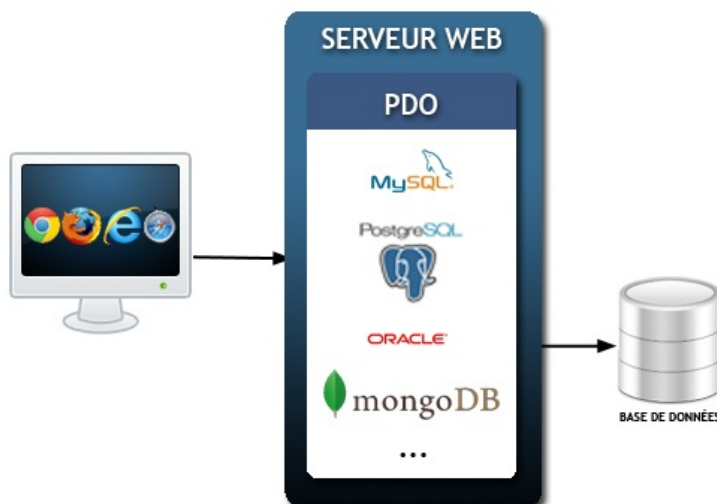 SERVEUR WEB
PDO
MySQL®
PostgreSQL
ORACLE®
mongoDB
...
BASE DE DONNÉES